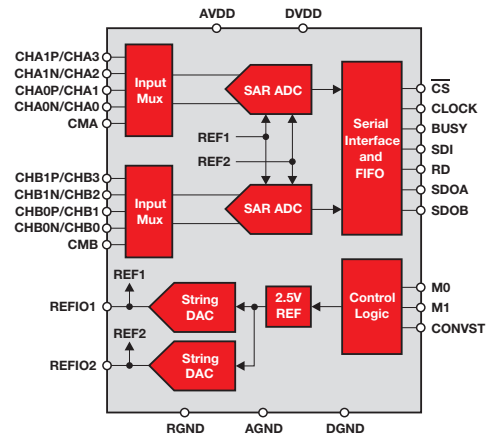 AVDD DVDD
CHA1P/CHA3
CHA1N/CHA2
CHA0P/CHA1
CHA0N/CHA0
CMA
Input
Mux
SAR ADC
REF1
REF2
Serial
Interface
and
FIFO
CS
CLOCK
BUSY
SDI
RD
SDOA
SDOB
CHB1P/CHB3
CHB1N/CHB2
CHB0P/CHB1
CHB0N/CHB0
CMB
Input
Mux
SAR ADC
REF1
REFIO1
String
DAC
2.5V
REF
Control
Logic
M0
M1
CONVST
REF2
REFIO2
String
DAC
RGND AGND DGND